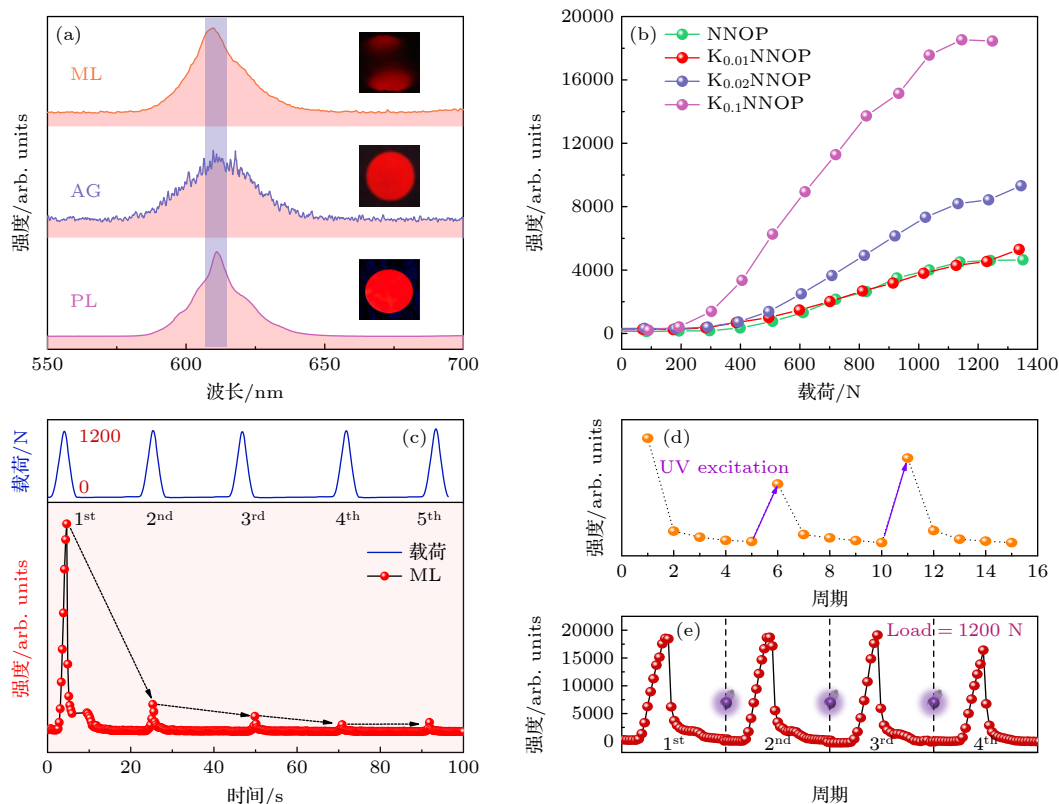 (a)
ML
AG
PL
强度/arb. units
550 600 650 700
波长/nm
(b)
NNOP
K0.01NNOP
K0.02NNOP
K0.1NNOP
强度/arb. units
20000
16000
12000
8000
4000
0
0 200 400 600 800 1000 1200 1400
载荷/N
(c)
载荷/N
1200
0
1st 2nd 3rd 4th 5th
载荷
ML
强度/arb. units
0 20 40 60 80 100
时间/s
(d)
UV excitation
强度/arb. units
0 2 4 6 8 10 12 14 16
周期
(e)
Load = 1200 N
强度/arb. units
20000
15000
10000
5000
0
1st 2nd 3rd 4th
周期